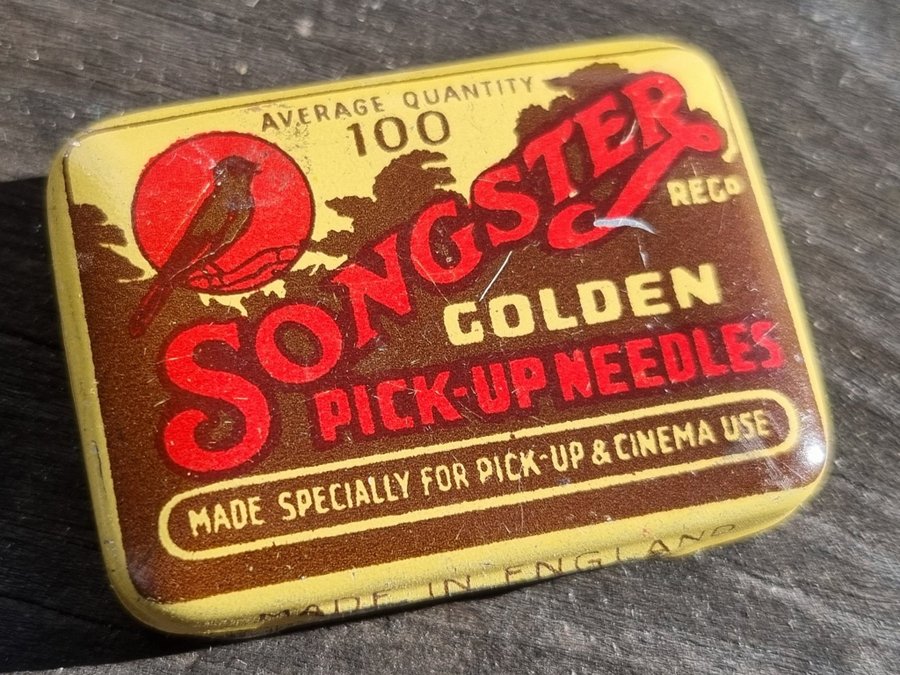 AVERAGE QUANTITY
100
SONGSTER
REGD
GOLDEN
PICK-UP NEEDLES
MADE SPECIALLY FOR PICK-UP & CINEMA USE
MADE IN ENGLAND